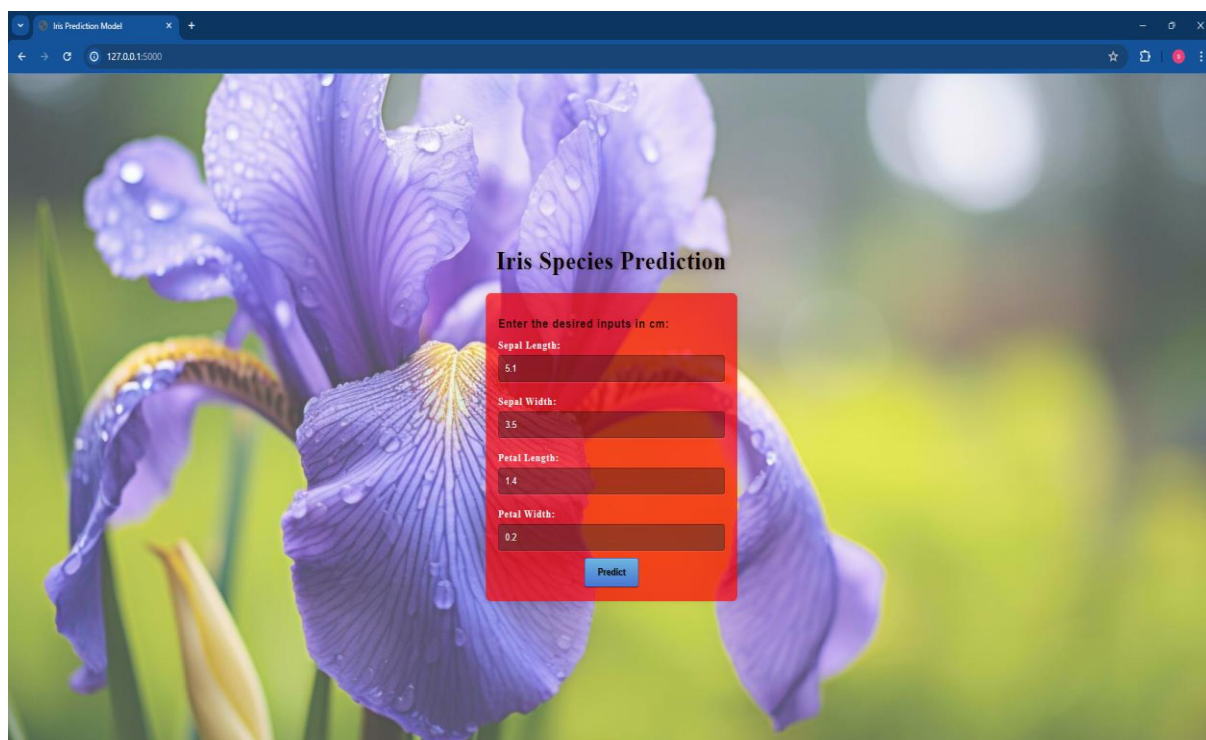 Iris Prediction Model
127.0.0.1:5000
Iris Species Prediction
Enter the desired inputs in cm:
Sepal Length:
5.1
Sepal Width:
3.5
Petal Length:
1.4
Petal Width:
0.2
Predict